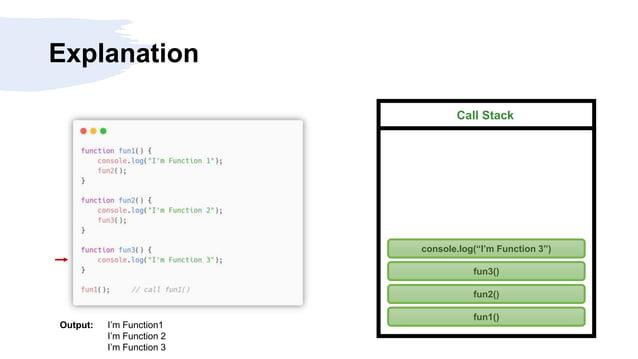 Explanation
function fun1() {
console.log("I'm Function 1");
fun2();
}
function fun2() {
console.log("I'm Function 2");
fun3();
}
function fun3() {
console.log("I'm Function 3");
}
fun1(); // call fun1()
Output: I'm Function1
I'm Function 2
I'm Function 3
Call Stack
console.log(“I’m Function 3”)
fun3()
fun2()
fun1()